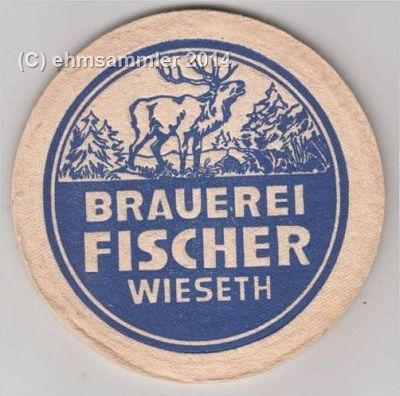 (C) ehmsammler 2014
BRAUEREI
FISCHER
WIESETH